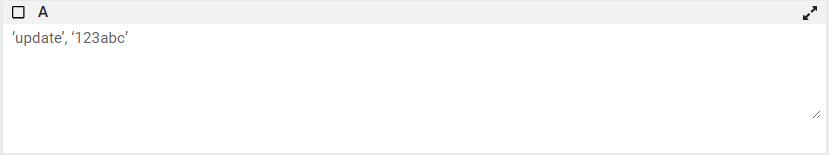 A
‘update’, ‘123abc’